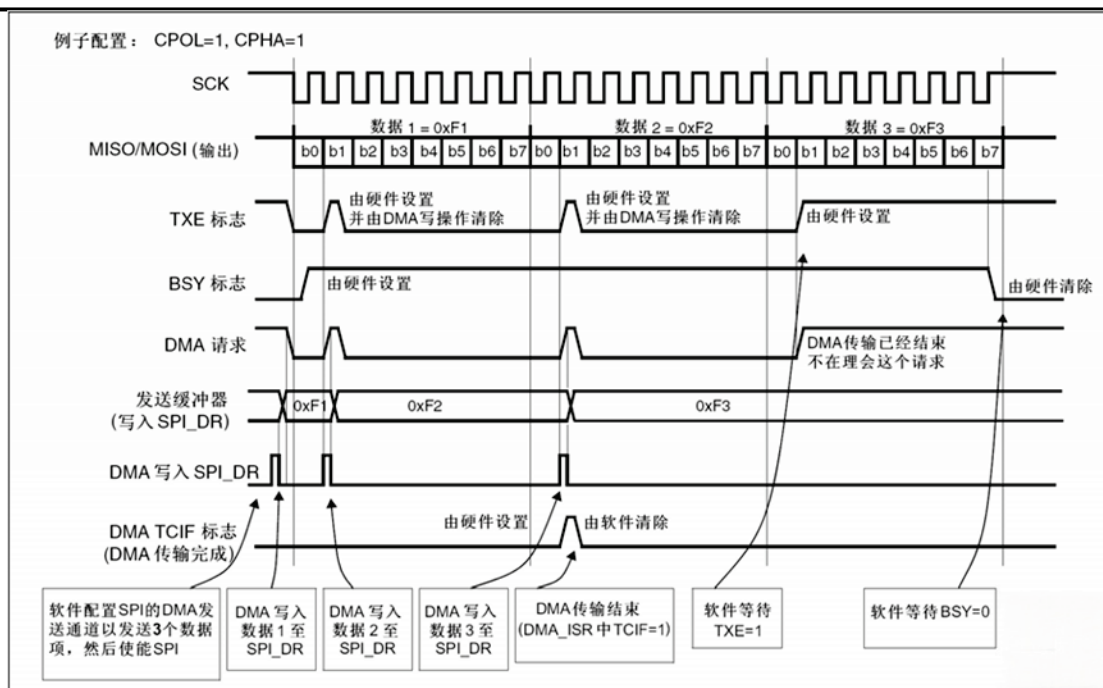 例子配置： CPOL=1, CPHA=1
SCK
数据 1 = 0xF1
数据 2 = 0xF2
数据 3 = 0xF3
MISO/MOSI (输出)
b0 b1 b2 b3 b4 b5 b6 b7 b0 b1 b2 b3 b4 b5 b6 b7 b0 b1 b2 b3 b4 b5 b6 b7
TXE 标志
由硬件设置
并由DMA写操作清除
由硬件设置
并由DMA写操作清除
由硬件设置
BSY 标志
由硬件设置
由硬件清除
DMA 请求
DMA传输已经结束
不在理会这个请求
发送缓冲器
(写入 SPI_DR)
0xF1
0xF2
0xF3
DMA 写入 SPI_DR
DMA TCIF 标志
(DMA 传输完成)
由硬件设置
由软件清除
软件配置SPI的DMA发
送通道以发送3个数据
项，然后使能SPI
DMA 写入
数据 1 至
SPI_DR
DMA 写入
数据 2 至
SPI_DR
DMA 写入
数据 3 至
SPI_DR
DMA传输结束
(DMA_ISR 中TCIF=1)
软件等待
TXE=1
软件等待 BSY=0